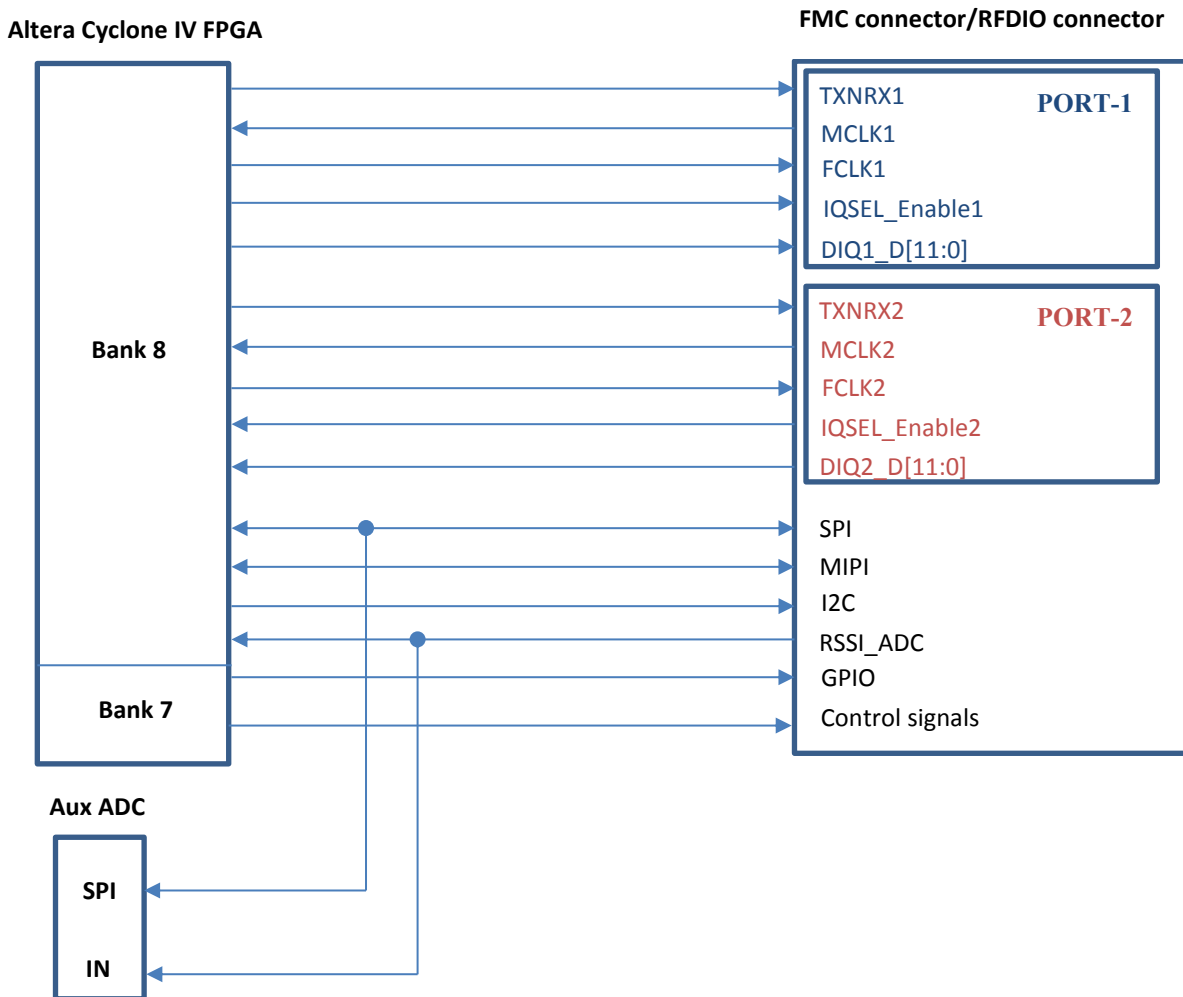 Altera Cyclone IV FPGA
FMC connector/RFDIO connector
Bank 8
Bank 7
PORT-1
TXNRX1
MCLK1
FCLK1
IQSEL_Enable1
DIQ1_D[11:0]
PORT-2
TXNRX2
MCLK2
FCLK2
IQSEL_Enable2
DIQ2_D[11:0]
SPI
MIPI
I2C
RSSI_ADC
GPIO
Control signals
Aux ADC
SPI
IN